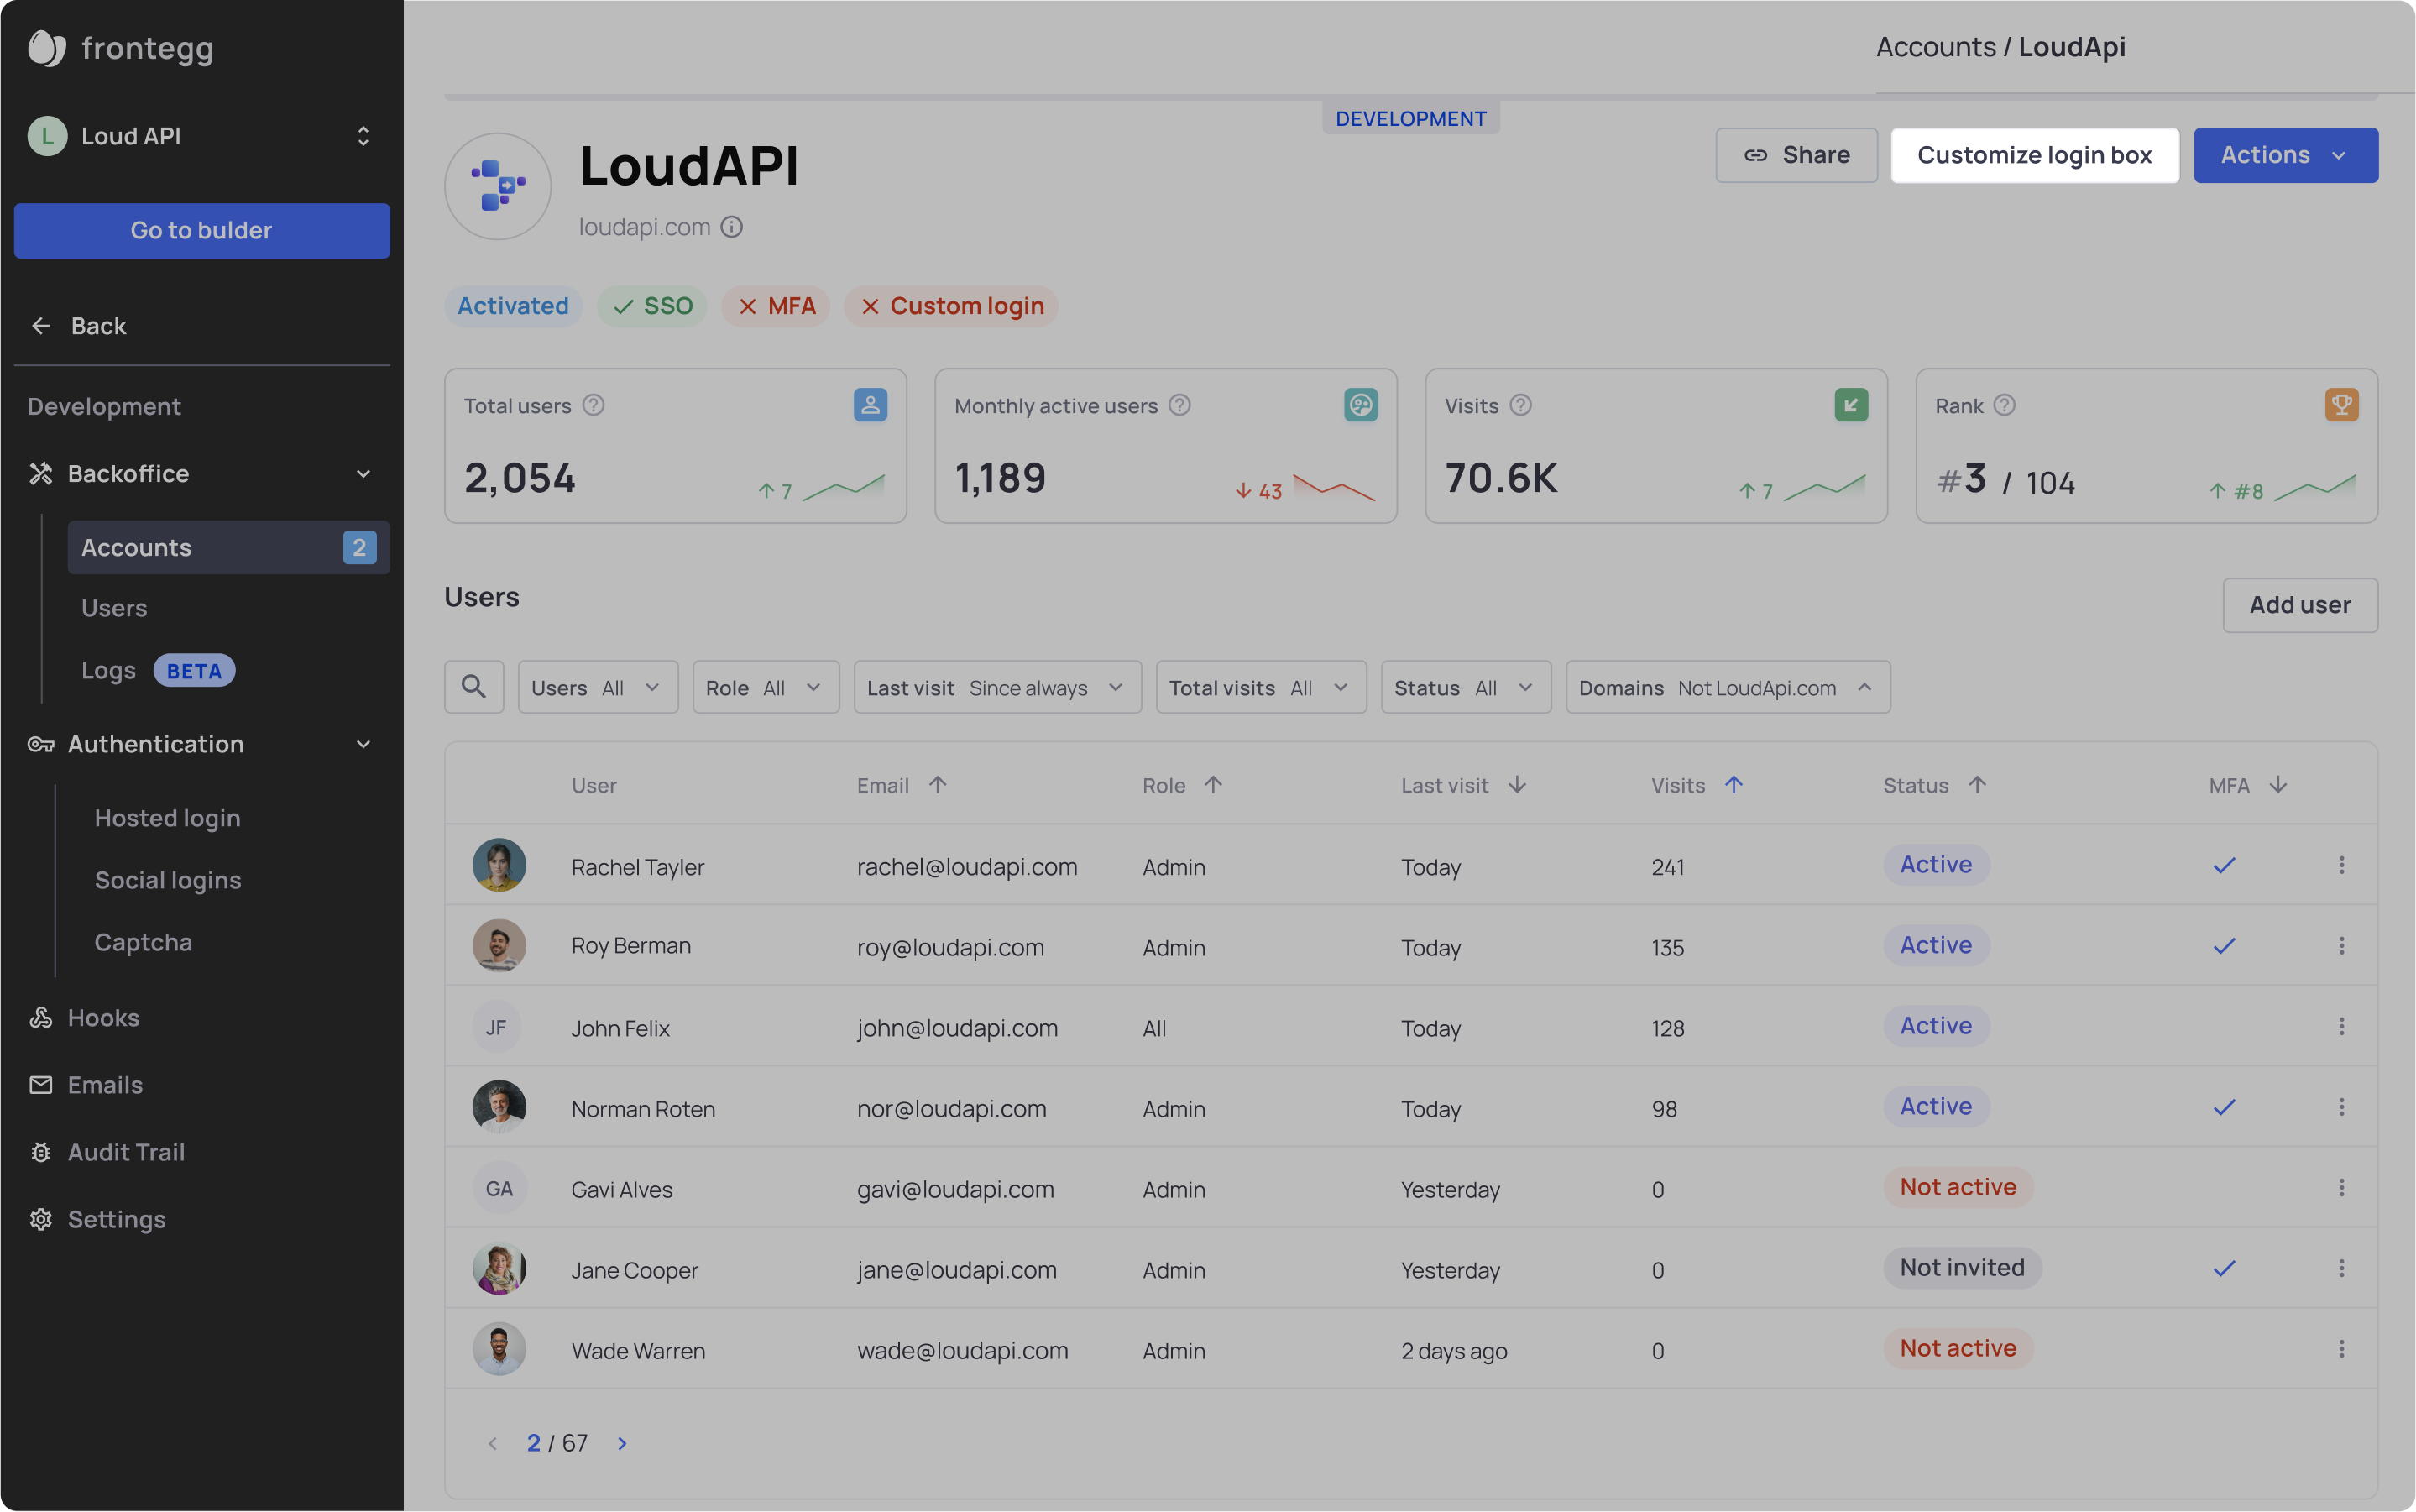 frontegg
L Loud API
Go to bulder
Back
Development
Backoffice
Accounts 2
Users
Logs BETA
Authentication
Hosted login
Social logins
Captcha
Hooks
Emails
Audit Trail
Settings
Accounts / LoudApi
DEVELOPMENT
LoudAPI
loudapi.com
Share
Customize login box
Actions
Activated
SSO
MFA
Custom login
Total users
2,054
7
Monthly active users
1,189
43
Visits
70.6K
7
Rank
#3 / 104
#8
Users
Add user
Users All
Role All
Last visit Since always
Total visits All
Status All
Domains Not LoudApi.com
User Email Role Last visit Visits Status MFA
Rachel Tayler rachel@loudapi.com Admin Today 241 Active
Roy Berman roy@loudapi.com Admin Today 135 Active
JF John Felix john@loudapi.com All Today 128 Active
Norman Roten nor@loudapi.com Admin Today 98 Active
GA Gavi Alves gavi@loudapi.com Admin Yesterday 0 Not active
Jane Cooper jane@loudapi.com Admin Yesterday 0 Not invited
Wade Warren wade@loudapi.com Admin 2 days ago 0 Not active
2 / 67